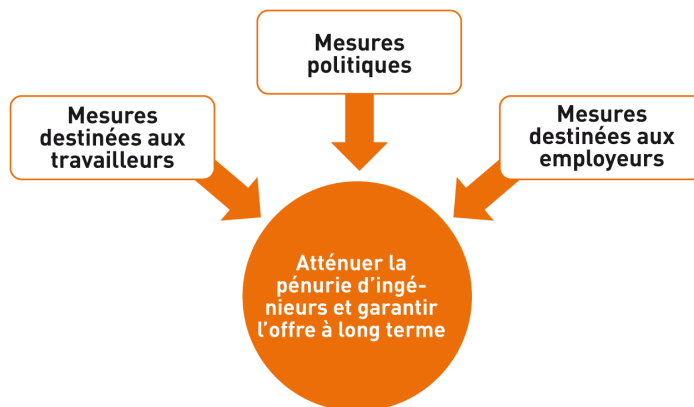 Mesures
politiques
Mesures
destinées aux
travailleurs
Mesures
destinées aux
employeurs
Atténuer la
pénurie d'ingé-
nieurs et garantir
l'offre à long terme